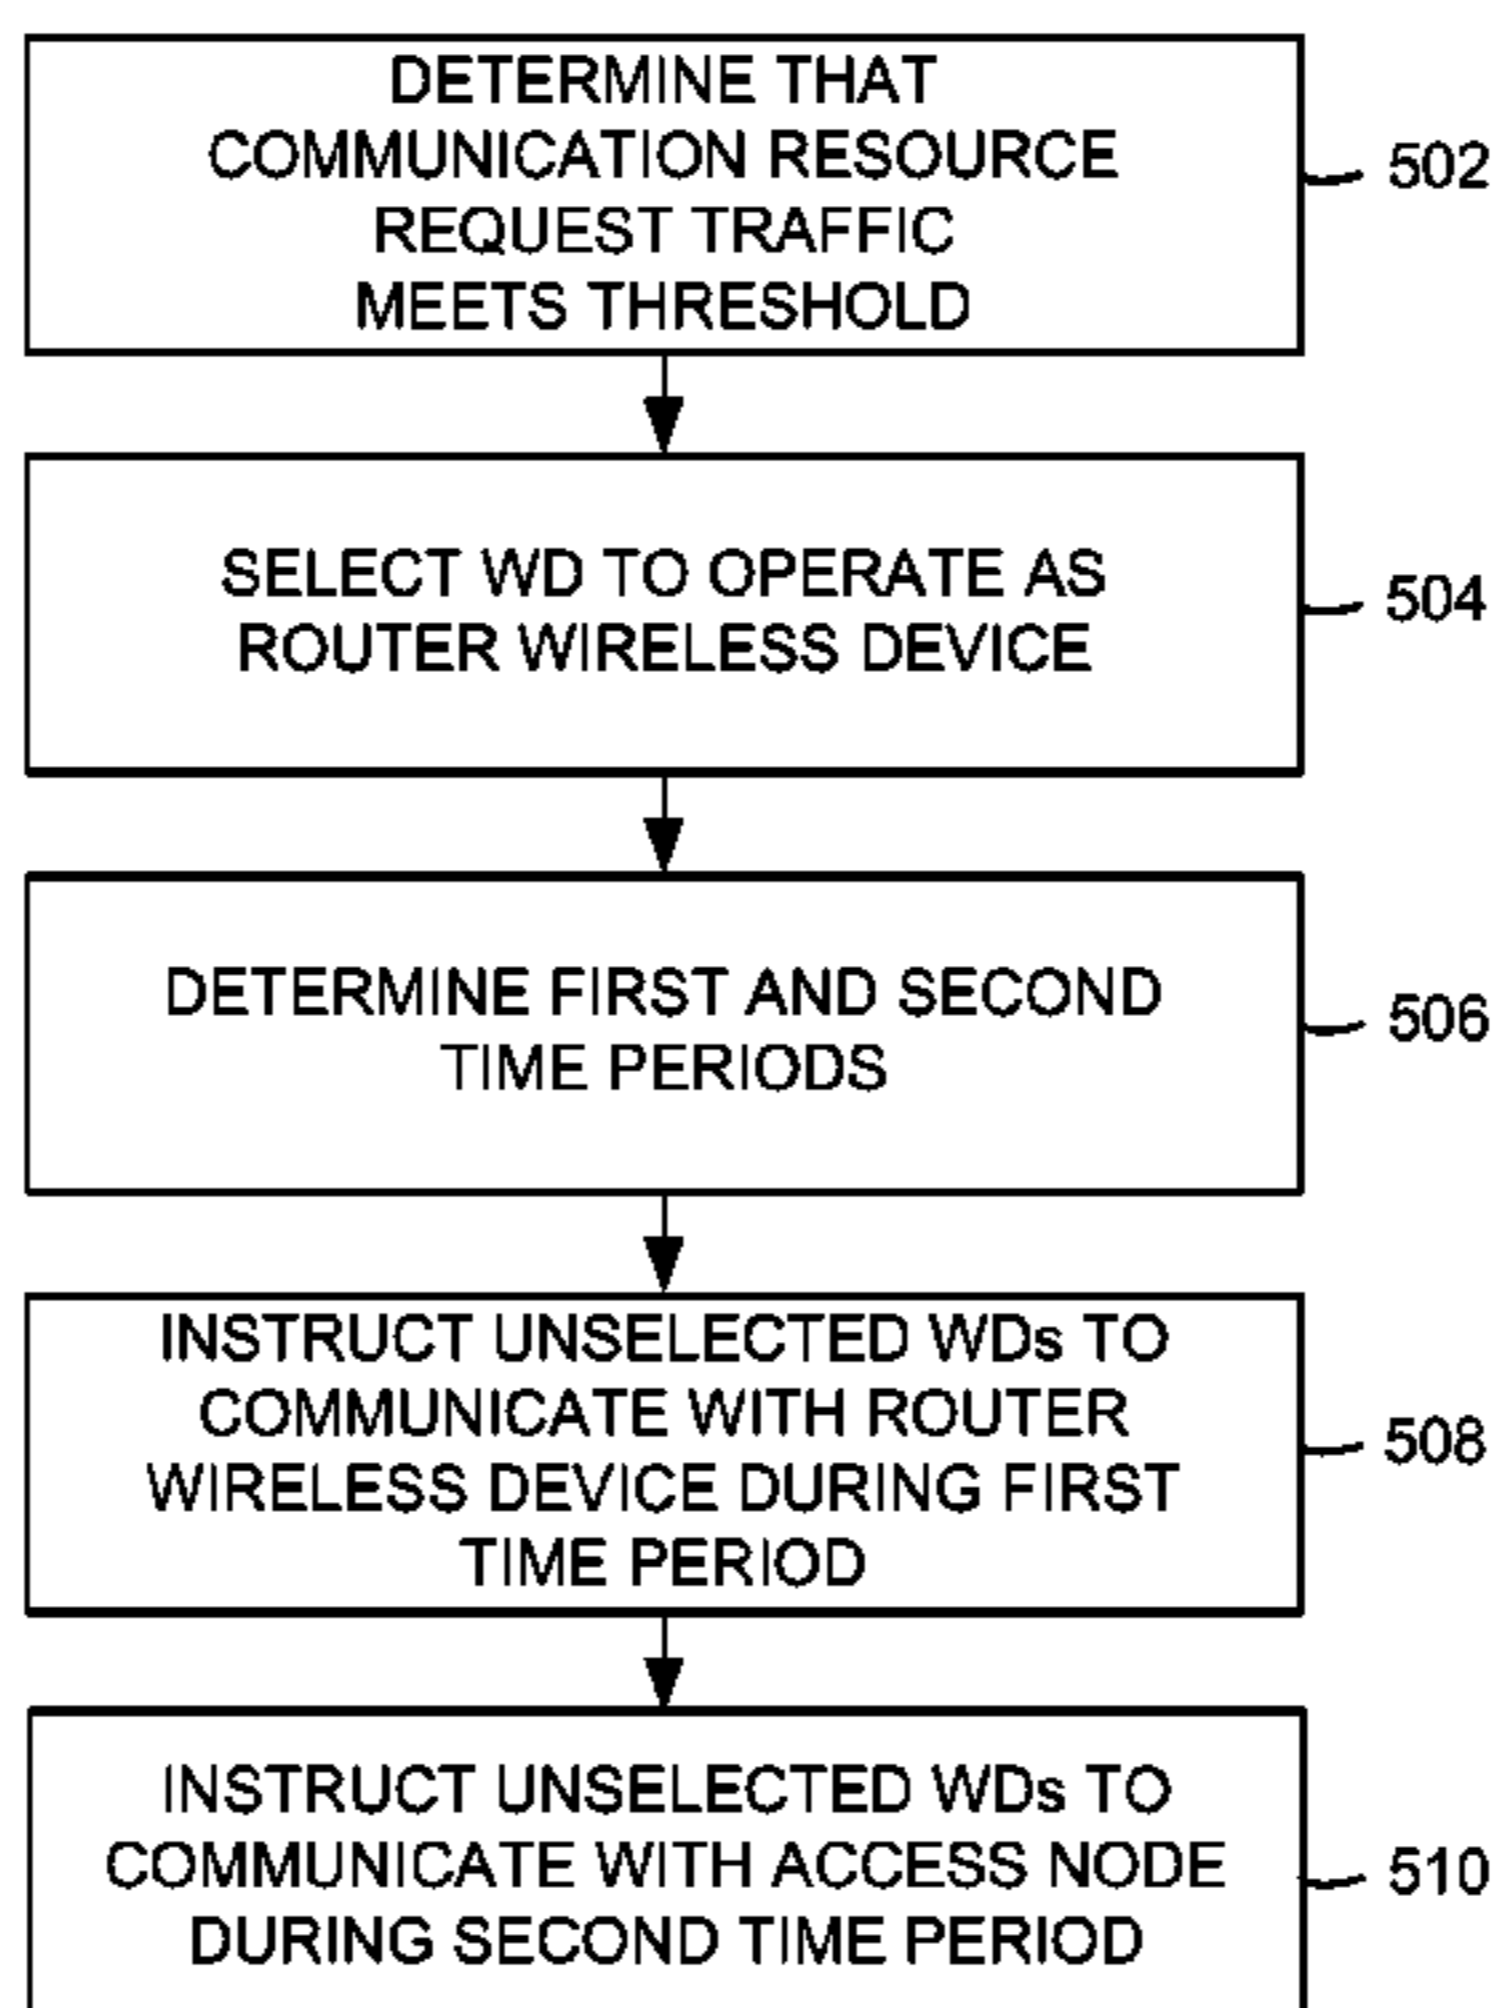 DETERMINE THAT
COMMUNICATION RESOURCE
REQUEST TRAFFIC
MEETS THRESHOLD
502
SELECT WD TO OPERATE AS
ROUTER WIRELESS DEVICE
504
DETERMINE FIRST AND SECOND
TIME PERIODS
506
INSTRUCT UNSELECTED WDs TO
COMMUNICATE WITH ROUTER
WIRELESS DEVICE DURING FIRST
TIME PERIOD
508
INSTRUCT UNSELECTED WDs TO
COMMUNICATE WITH ACCESS NODE
DURING SECOND TIME PERIOD
510